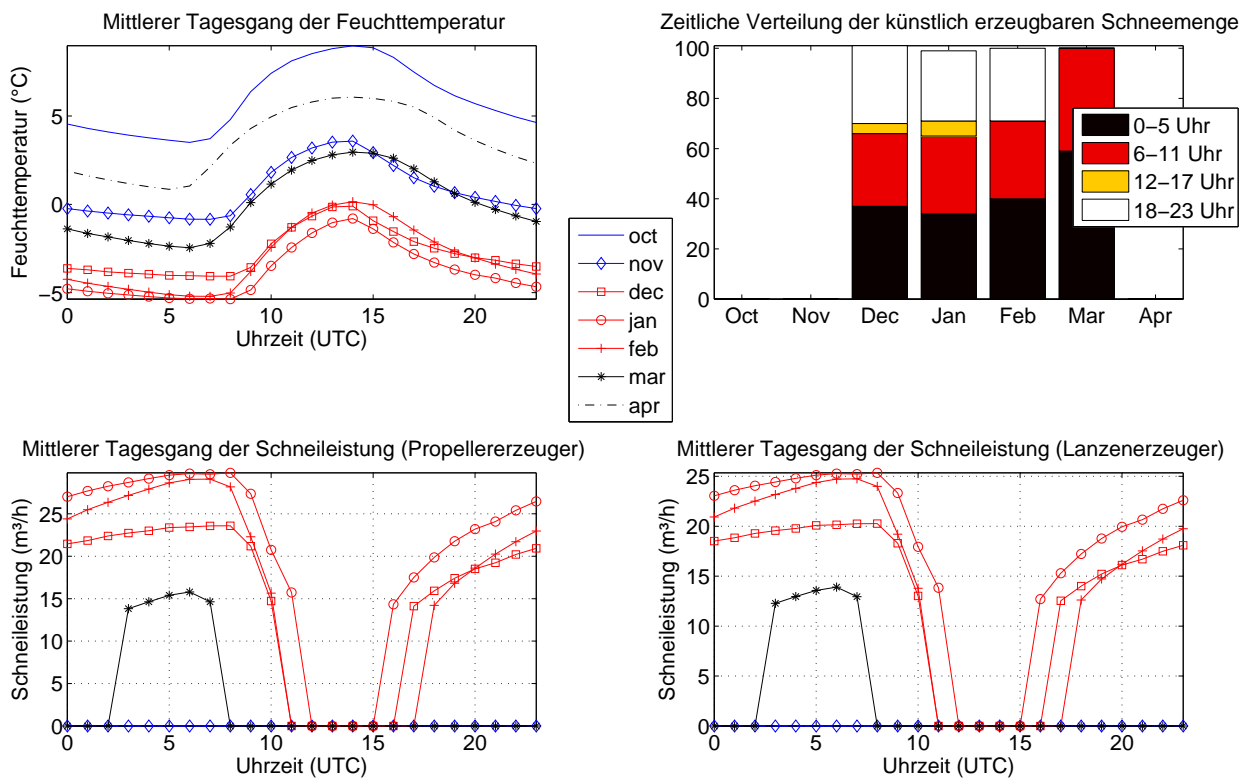 Mittlerer Tagesgang der Feuchttemperatur
Feuchttemperatur (°C)
5
0
−5
0 5 10 15 20
Uhrzeit (UTC)
Zeitliche Verteilung der künstlich erzeugbaren Schneemenge
100
80
60
40
20
0
Oct Nov Dec Jan Feb Mar Apr
0−5 Uhr
6−11 Uhr
12−17 Uhr
18−23 Uhr
oct
nov
dec
jan
feb
mar
apr
Mittlerer Tagesgang der Schneileistung (Propellererzeuger)
Schneileistung (m³/h)
25
20
15
10
5
0
0 5 10 15 20
Uhrzeit (UTC)
Mittlerer Tagesgang der Schneileistung (Lanzenerzeuger)
Schneileistung (m³/h)
25
20
15
10
5
0
0 5 10 15 20
Uhrzeit (UTC)